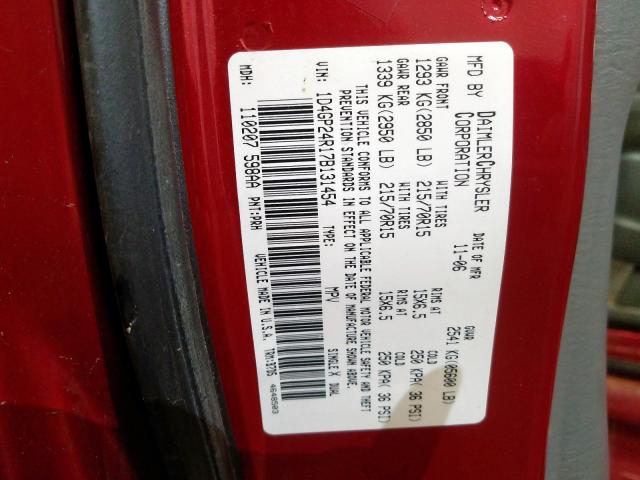 MFD BY DAIMLERCHRYSLER CORPORATION
DATE OF MFR 11-06
GVWR 2541 KG(05600 LB)
GAWR FRONT 1293 KG(2850 LB)
WITH TIRES 215/70R15
RIMS AT 15X6.5
COLD 250 KPA( 36 PSI)
GAWR REAR 1339 KG(2950 LB)
WITH TIRES 215/70R15
RIMS AT 15X6.5
COLD 250 KPA( 36 PSI)
THIS VEHICLE CONFORMS TO ALL APPLICABLE FEDERAL MOTOR VEHICLE SAFETY AND THEFT
PREVENTION STANDARDS IN EFFECT ON THE DATE OF MANUFACTURE SHOWN ABOVE.
VIN: 1D4GP24R17B131454 TYPE: MPV SINGLE X DUAL
MDH: 110207 598AA PNT:PRH
VEHICLE MADE IN U.S.A. TRM:37D5 4648503